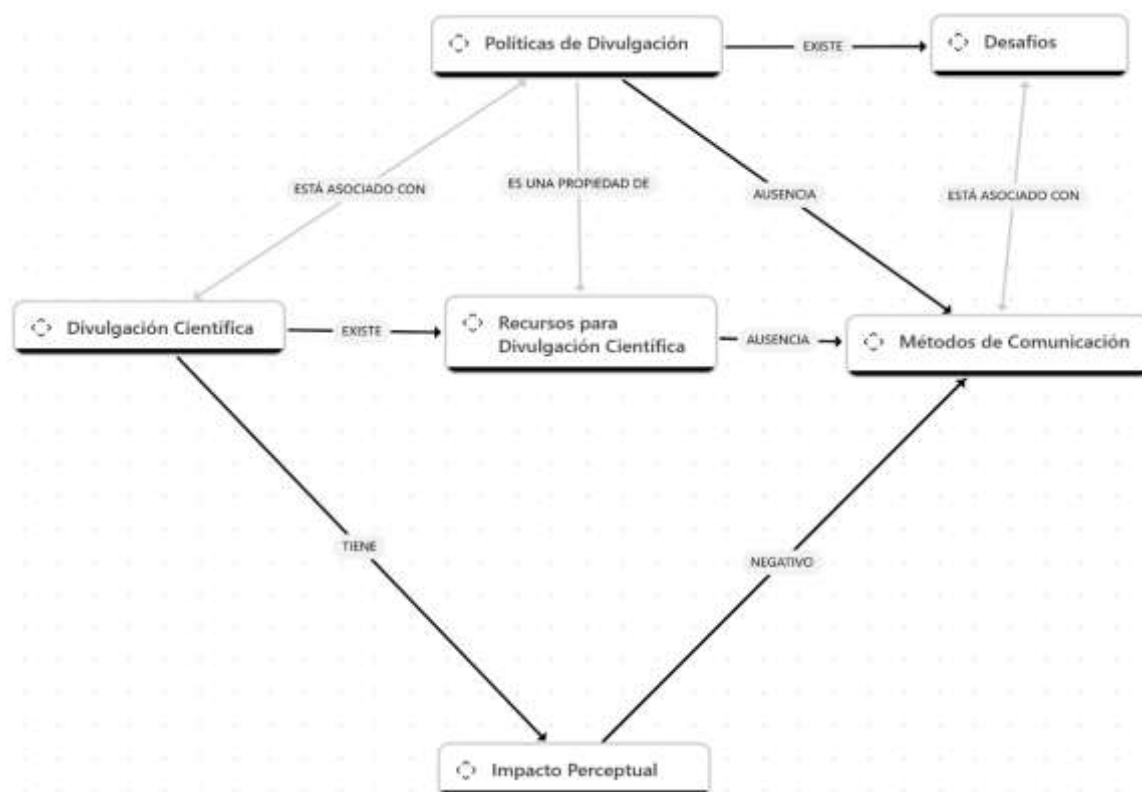 Políticas de Divulgación
EXISTE
Desafíos
ESTÁ ASOCIADO CON
ES UNA PROPIEDAD DE
AUSENCIA
ESTÁ ASOCIADO CON
Divulgación Científica
EXISTE
Recursos para
Divulgación Científica
AUSENCIA
Métodos de Comunicación
TIENE
NEGATIVO
Impacto Perceptual